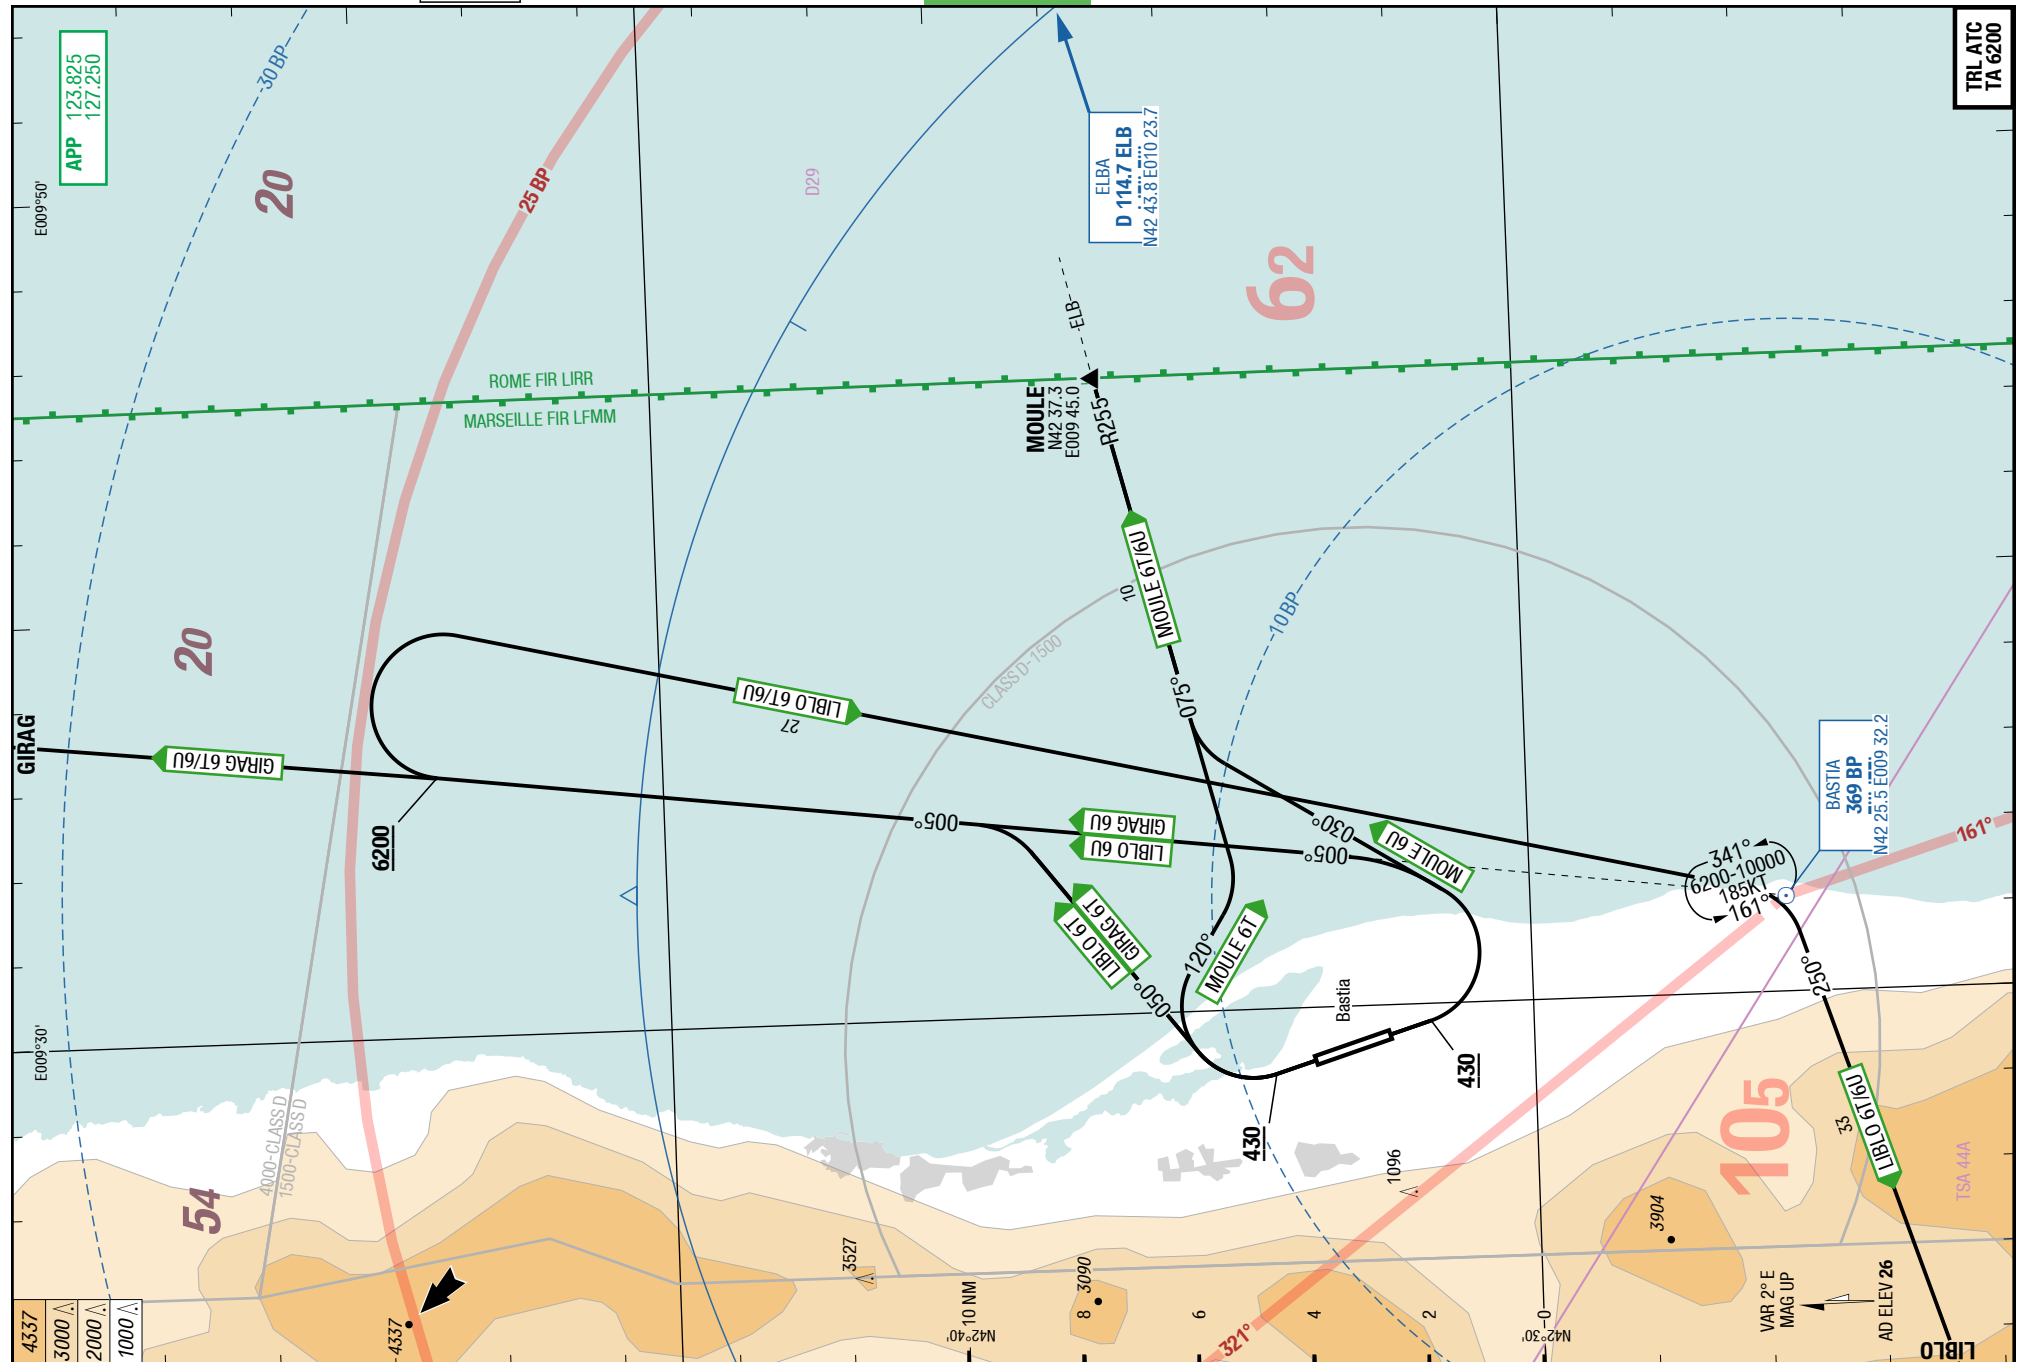 APP 123.825
127.250
E009°50'
30 BP
20
25 BP
D29
ELBA
D 114.7 ELB
N42 43.8 E010 23.7
TRL ATC
TA 6200
62
ELB
ROME FIR LIRR
MARSEILLE FIR LFMM
MOULE
N42 37.3
E009 45.0
R255°
MOULE 6T/6U
10
075°
10 BP
CLASS D-1500
20
GIRAG
GIRAG 6T/6U
LIBLO 6T/6U
27
6200
005°
GIRAG 6U
LIBLO 6U
005°
030°
MOULE 6U
GIRAG 6T
LIBLO 6T
050°
120°
MOULE 6T
BASTIA
369 BP
N42 25.5 E009 32.2
341°
6200-10000
185KT
161°
161°
250°
Bastia
430
430
E009°30'
4000-CLASS D
1500-CLASS D
54
LIBLO 6T/6U
33
105
TSA 44A
1096
3904
3527
3090
4337
4337
3000
2000
1000
N42°40'
10 NM
8
6
4
2
0
N42°30'
321°
VAR 2° E
MAG UP
AD ELEV 26
LIBLO